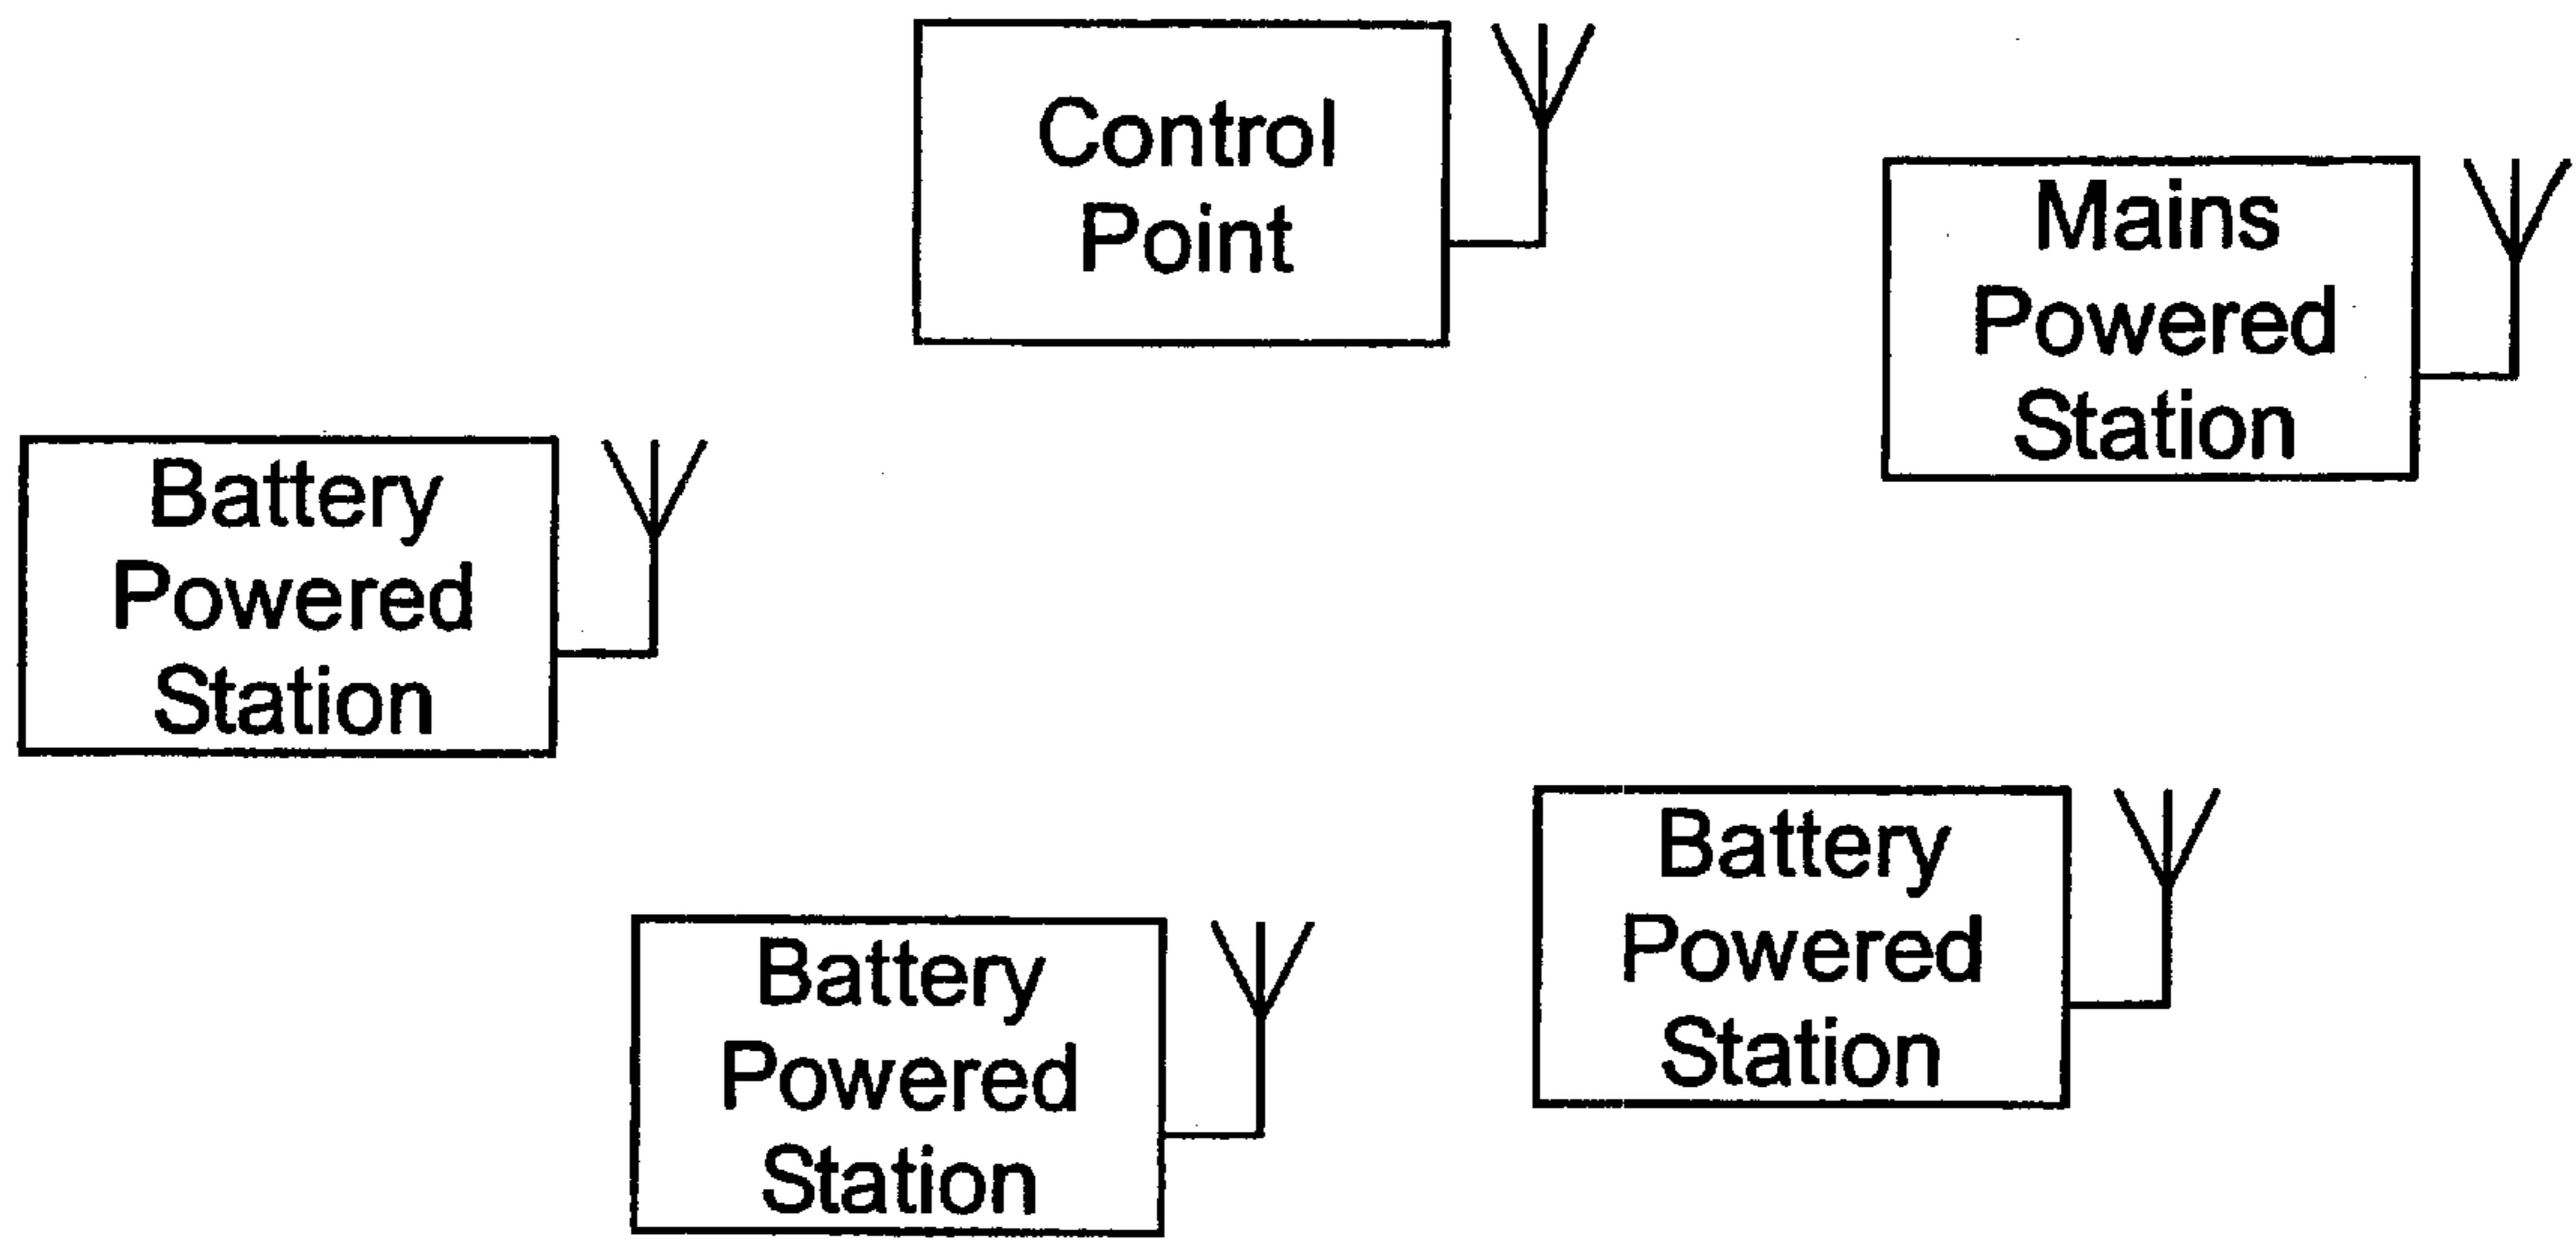 Control
Point
Mains
Powered
Station
Battery
Powered
Station
Battery
Powered
Station
Battery
Powered
Station